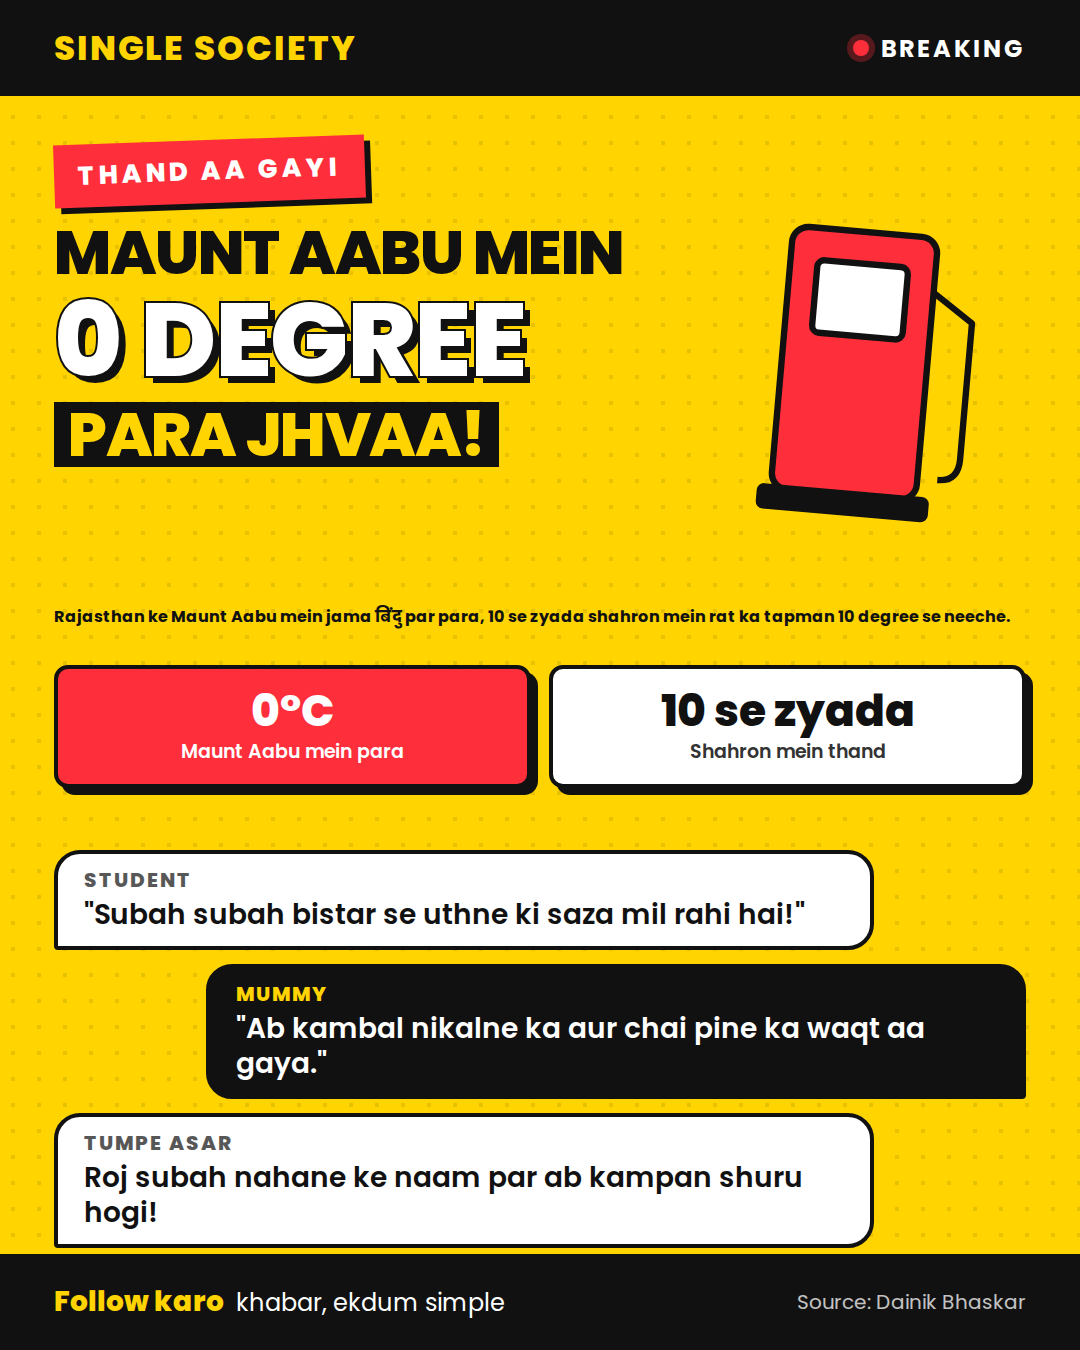 SINGLE SOCIETY
BREAKING
THAND AA GAYI
MAUNT AABU MEIN
0 DEGREE
PARA JHVAA!
Rajasthan ke Maunt Aabu mein jama बिंदु par para, 10 se zyada shahron mein rat ka tapman 10 degree se neeche.
0°C
Maunt Aabu mein para
10 se zyada
Shahron mein thand
STUDENT
"Subah subah bistar se uthne ki saza mil rahi hai!"
MUMMY
"Ab kambal nikalne ka aur chai pine ka waqt aa
gaya."
TUMPE ASAR
Roj subah nahane ke naam par ab kampan shuru
hogi!
Follow karo khabar, ekdum simple
Source: Dainik Bhaskar